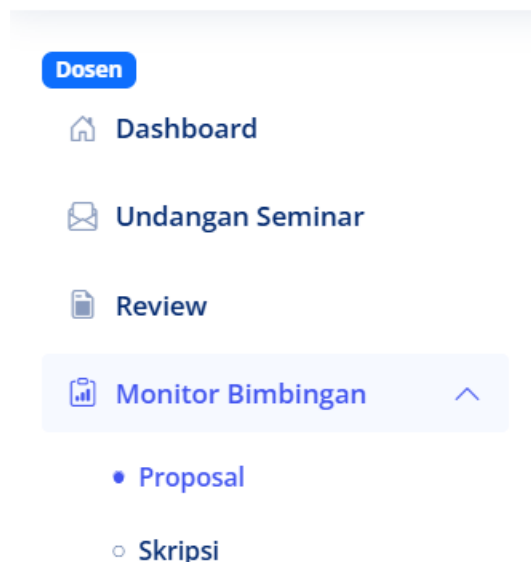 Dosen
Dashboard
Undangan Seminar
Review
Monitor Bimbingan
Proposal
Skripsi